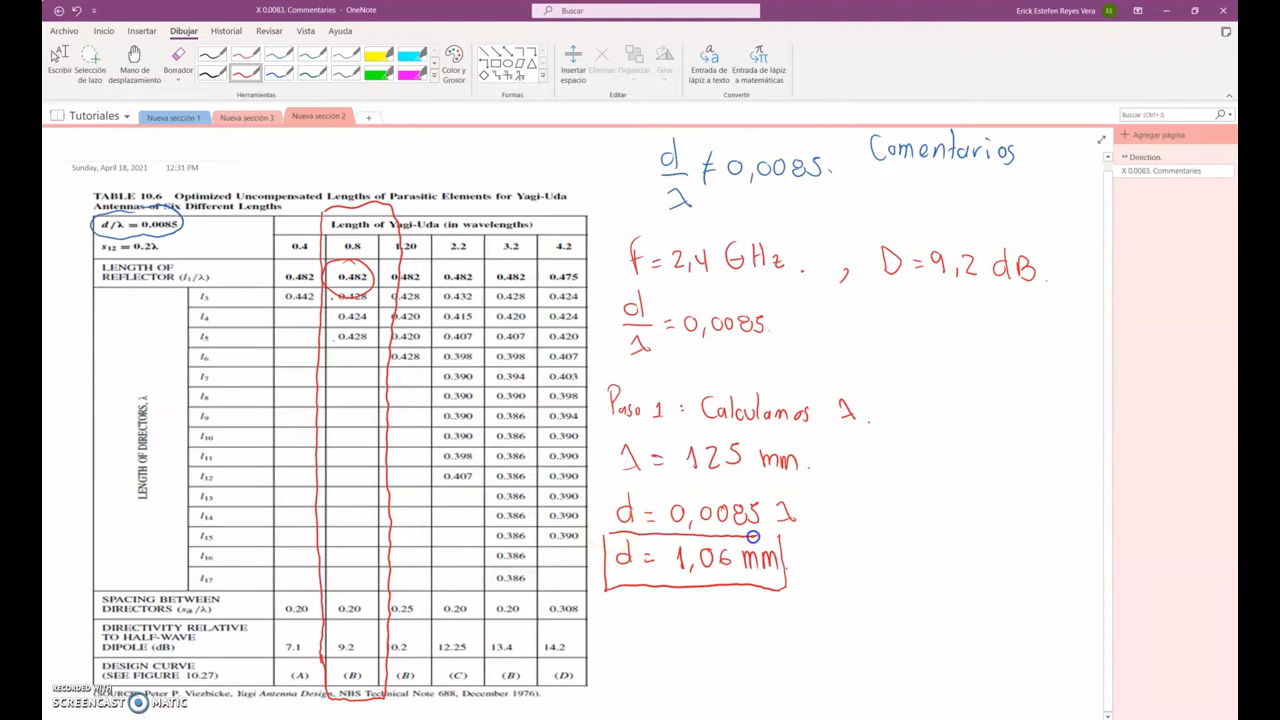 X 0.0083. Commentaries - OneNote
Buscar
Erick Estefen Reyes Vera
EE
Archivo Inicio Insertar Dibujar Historial Revisar Vista Ayuda
Escribir
Selección de lazo
Mano de desplazamiento
Borrador
Color y Grosor
Insertar espacio
Eliminar
Organizar
Girar
Entrada de lápiz a texto
Entrada de lápiz a matemáticas
Herramientas
Formas
Editar
Convertir
Tutoriales
Nueva sección 1
Nueva sección 3
Nueva sección 2
Buscar (Ctrl+J)
Agregar página
Direction.
X 0.0083. Commentaries
Sunday, April 18, 2021 12:31 PM
TABLE 10.6 Optimized Uncompensated Lengths of Parasitic Elements for Yagi-Uda
Antennas of Six Different Lengths
d/λ = 0.0085 Length of Yagi-Uda (in wavelengths)
s12 = 0.2λ 0.4 0.8 1.20 2.2 3.2 4.2
LENGTH OF
REFLECTOR (l1/λ) 0.482 0.482 0.482 0.482 0.482 0.475
LENGTH OF DIRECTORS, λ
l3 0.442 0.428 0.428 0.432 0.428 0.424
l4 0.424 0.420 0.415 0.420 0.424
l5 0.428 0.420 0.407 0.407 0.420
l6 0.428 0.398 0.398 0.407
l7 0.390 0.394 0.403
l8 0.390 0.390 0.398
l9 0.390 0.386 0.394
l10 0.390 0.386 0.390
l11 0.398 0.386 0.390
l12 0.407 0.386 0.390
l13 0.386 0.390
l14 0.386 0.390
l15 0.386 0.390
l16 0.386
l17 0.386
SPACING BETWEEN
DIRECTORS (sik/λ) 0.20 0.20 0.25 0.20 0.20 0.308
DIRECTIVITY RELATIVE
TO HALF-WAVE
DIPOLE (dB) 7.1 9.2 0.2 12.25 13.4 14.2
DESIGN CURVE
(SEE FIGURE 10.27) (A) (B) (B) (C) (B) (D)
(SOURCE: Peter P. Viezbicke, Yagi Antenna Design, NBS Technical Note 688, December 1976).
RECORDED WITH
SCREENCAST MATIC
d/λ ≠ 0,0085.
Comentarios
f = 2,4 GHz. , D = 9,2 dB.
d/λ = 0,0085.
Paso 1: Calculamos λ.
λ = 125 mm.
d = 0,0085 λ
d = 1,06 mm.